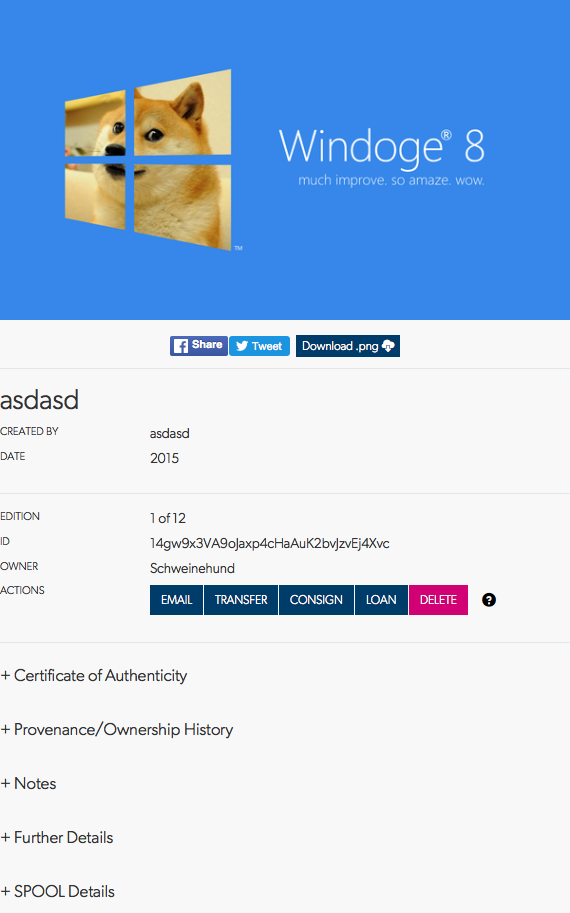 Windoge® 8
much improve. so amaze. wow.
™
Share Tweet Download .png
asdasd
CREATED BY asdasd
DATE 2015
EDITION 1 of 12
ID 14gw9x3VA9oJaxp4cHaAuK2bvJzvEj4Xvc
OWNER Schweinehund
ACTIONS EMAIL TRANSFER CONSIGN LOAN DELETE ?
+ Certificate of Authenticity
+ Provenance/Ownership History
+ Notes
+ Further Details
+ SPOOL Details